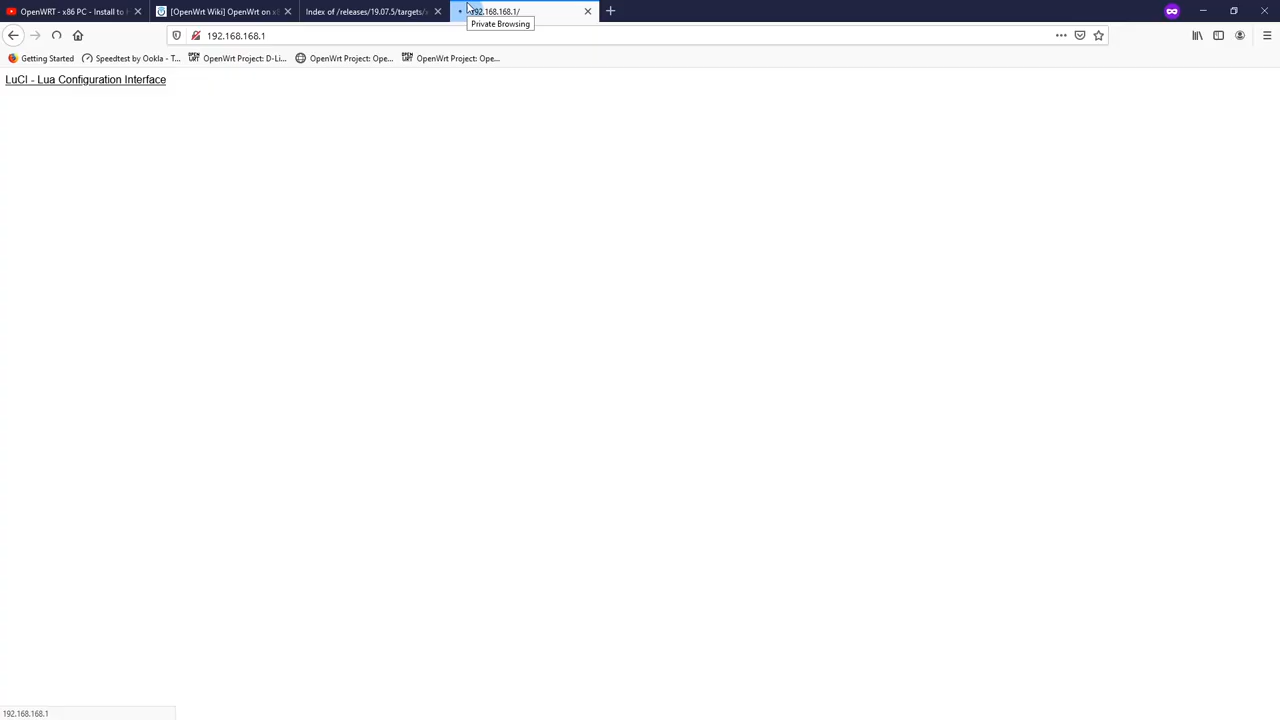 OpenWRT - x86 PC - Install to H
[OpenWrt Wiki] OpenWrt on x8
Index of /releases/19.07.5/targets/x
192.168.168.1/
Private Browsing
192.168.168.1
Getting Started
Speedtest by Ookla - T...
OpenWrt Project: D-Li...
OpenWrt Project: Ope...
OpenWrt Project: Ope...
LuCI - Lua Configuration Interface
192.168.168.1